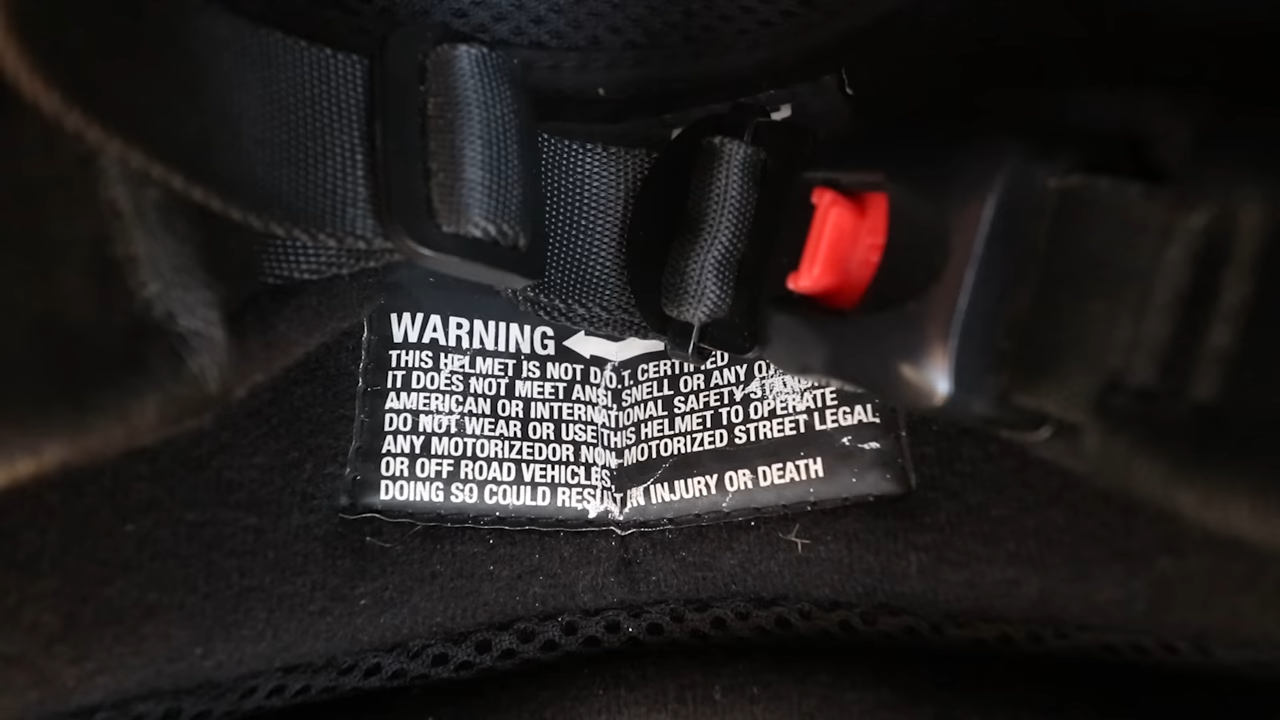 WARNING
THIS HELMET IS NOT D.O.T. CERTIFIED
IT DOES NOT MEET ANSI, SNELL OR ANY
AMERICAN OR INTERNATIONAL SAFETY
DO NOT WEAR OR USE THIS HELMET TO OPERATE
ANY MOTORIZEDOR NON-MOTORIZED STREET LEGAL
OR OFF ROAD VEHICLES,
DOING SO COULD RESULT IN INJURY OR DEATH